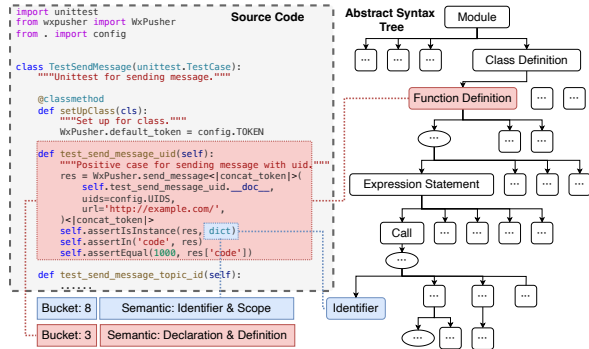 import unittest
from wxpusher import WxPusher
from . import config
Source Code
class TestSendMessage(unittest.TestCase):
"""Unittest for sending message."""
@classmethod
def setUpClass(cls):
"""Set up for class."""
WxPusher.default_token = config.TOKEN
def test_send_message_uid(self):
"""Positive case for sending message with uid."""
res = WxPusher.send_message<|concat_token|>(
self.test_send_message_uid.__doc__,
uids=config.UIDS,
url='http://example.com/',
)<|concat_token|>
self.assertIsInstance(res, dict)
self.assertIn('code', res)
self.assertEqual(1000, res['code'])
def test_send_message_topic_id(self):
......
Bucket: 8 Semantic: Identifier & Scope
Bucket: 3 Semantic: Declaration & Definition
Abstract Syntax
Tree
Module
... ... ... Class Definition
Function Definition ... ...
... ... ...
Expression Statement ... ... ...
Call ... ... ... ...
...
Identifier ... ... ...
... ... ... ...